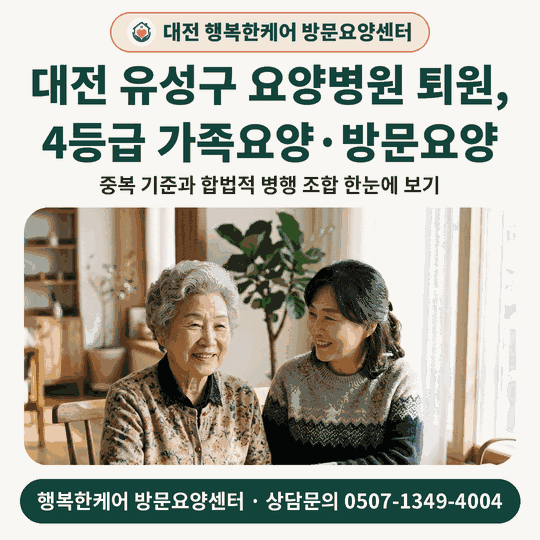 대전 행복한케어 방문요양센터
대전 유성구 요양병원 퇴원,
4등급 가족요양·방문요양
중복 기준과 합법적 병행 조합 한눈에 보기
행복한케어 방문요양센터 · 상담문의 0507-1349-4004